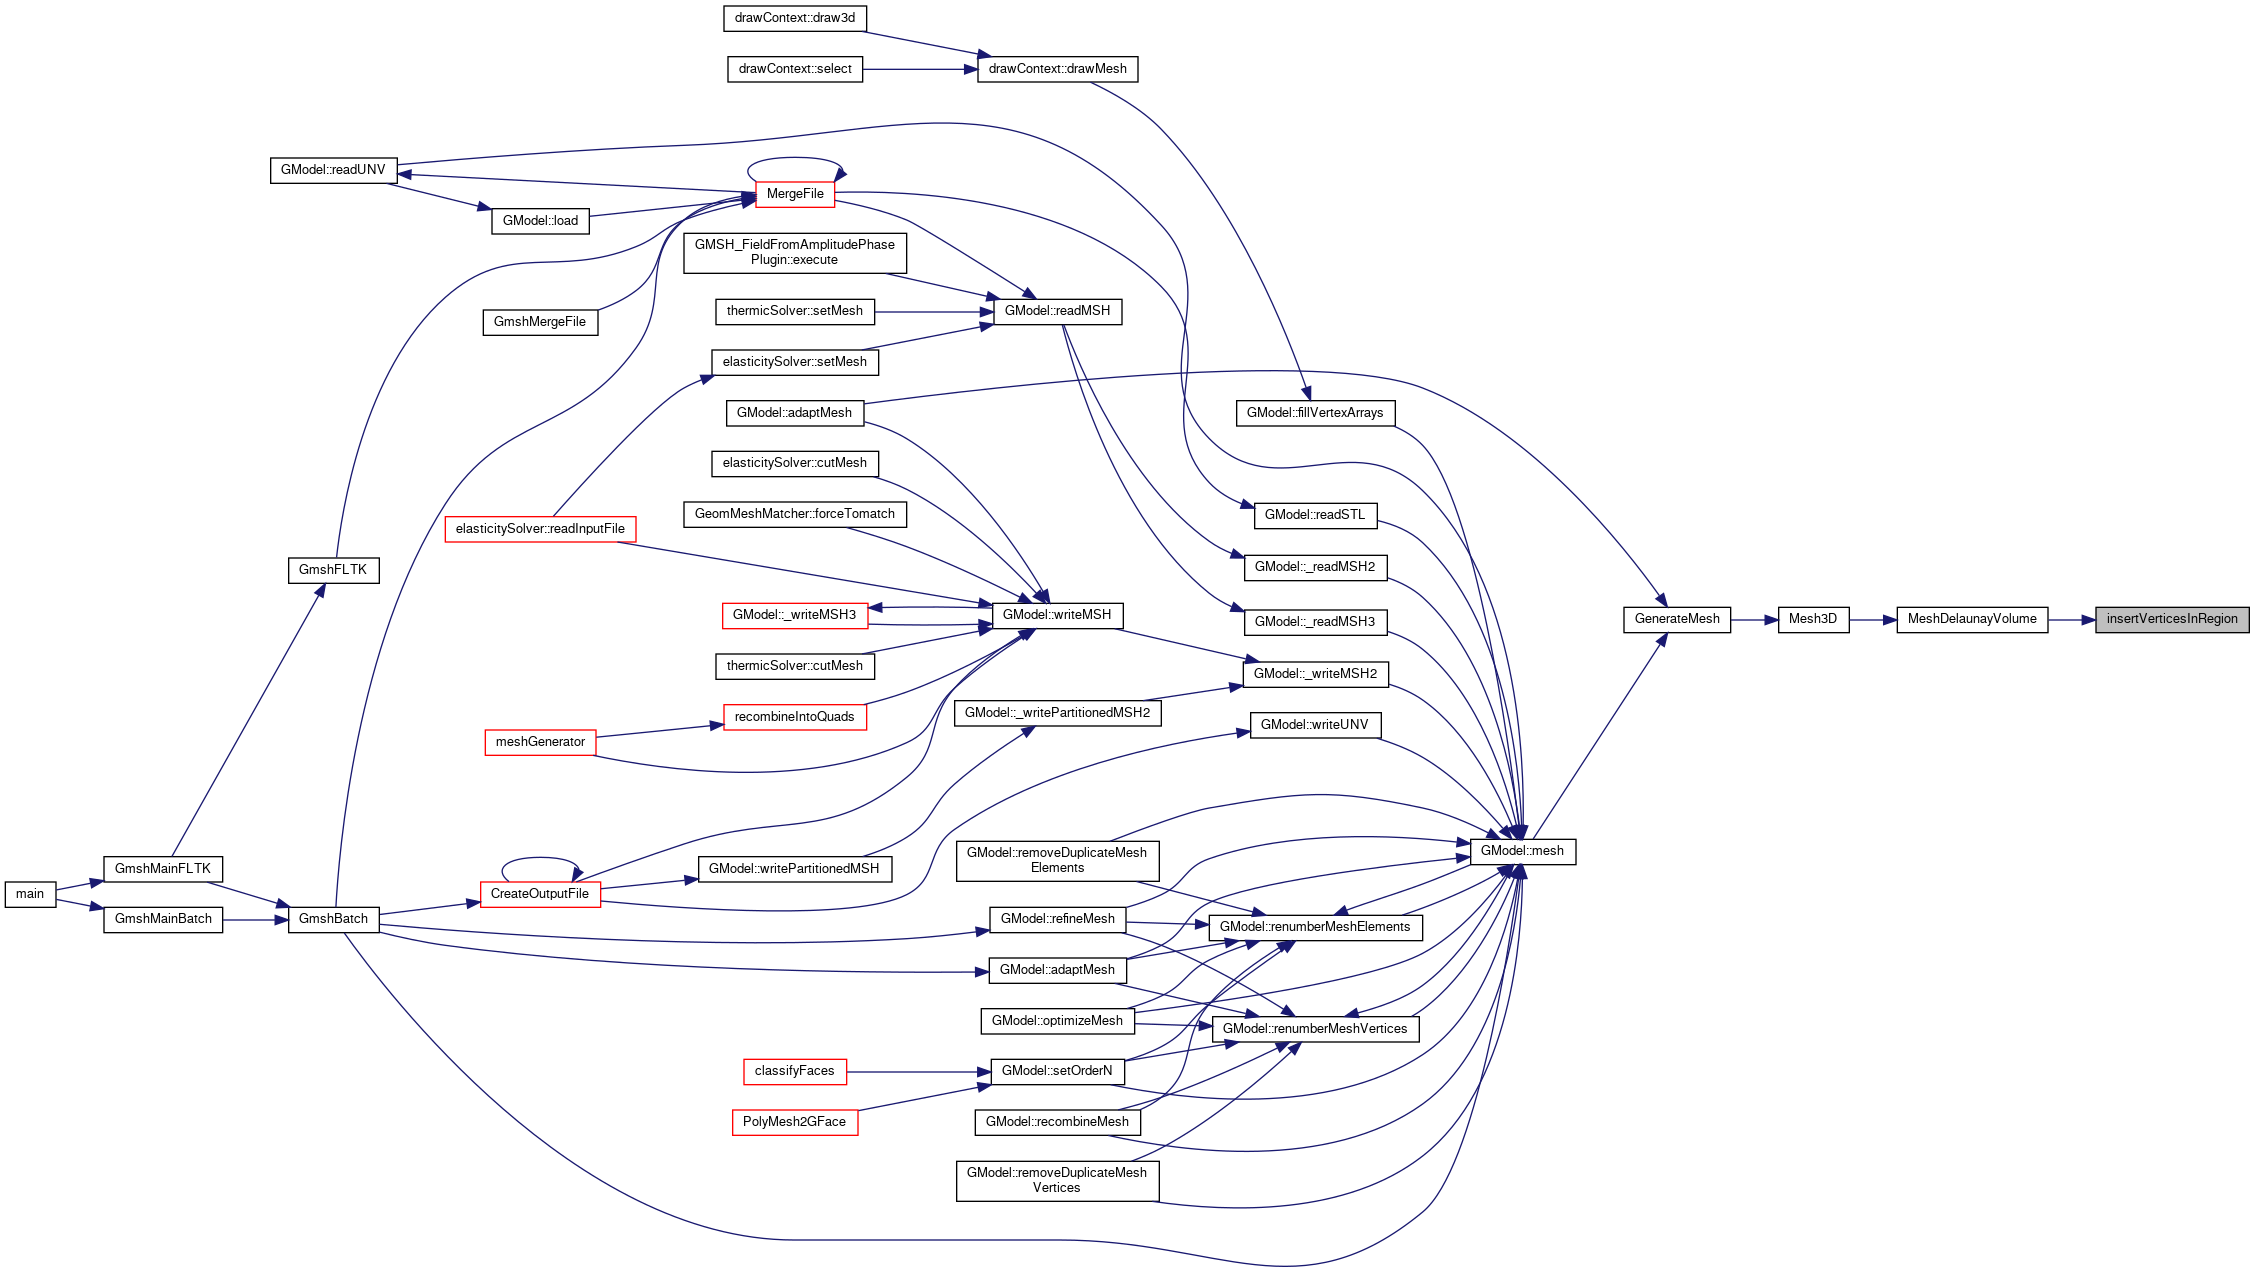 drawContext::draw3d
drawContext::select
drawContext::drawMesh
GModel::readUNV
MergeFile
GModel::load
GMSH_FieldFromAmplitudePhase
Plugin::execute
GmshMergeFile
thermicSolver::setMesh
GModel::readMSH
elasticitySolver::setMesh
GModel::adaptMesh
GModel::fillVertexArrays
elasticitySolver::cutMesh
GeomMeshMatcher::forceTomatch
GModel::readSTL
elasticitySolver::readInputFile
GmshFLTK
GModel::_readMSH2
GModel::_writeMSH3
GModel::writeMSH
GModel::_readMSH3
GenerateMesh
Mesh3D
MeshDelaunayVolume
insertVerticesInRegion
thermicSolver::cutMesh
GModel::_writeMSH2
recombineIntoQuads
GModel::_writePartitionedMSH2
GModel::writeUNV
meshGenerator
GModel::removeDuplicateMesh
Elements
GModel::mesh
GmshMainFLTK
GModel::writePartitionedMSH
main
CreateOutputFile
GmshMainBatch
GmshBatch
GModel::refineMesh
GModel::renumberMeshElements
GModel::adaptMesh
GModel::optimizeMesh
GModel::renumberMeshVertices
classifyFaces
GModel::setOrderN
PolyMesh2GFace
GModel::recombineMesh
GModel::removeDuplicateMesh
Vertices